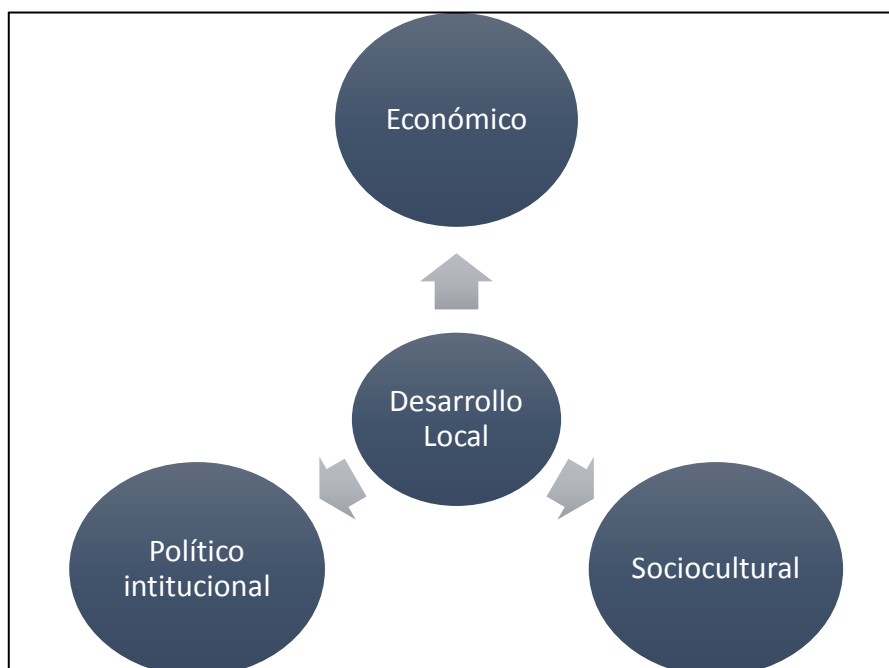 Económico
Desarrollo
Local
Político
intitucional
Sociocultural